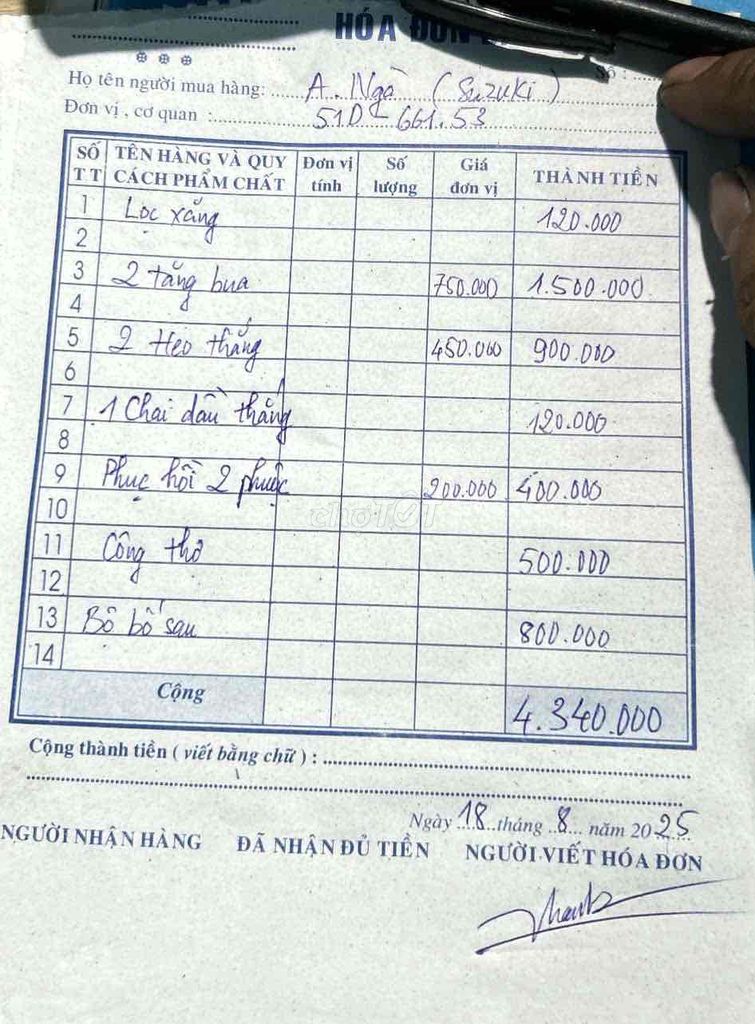 HÓA ĐƠN
Số :
Họ tên người mua hàng: A. Ngà (Suzuki)
Đơn vị , cơ quan : 51D - 661.53
SỐ TT TÊN HÀNG VÀ QUY CÁCH PHẨM CHẤT Đơn vị tính Số lượng Giá đơn vị THÀNH TIỀN
1 Lọc xăng 120.000
2
3 2 tăng bua 750.000 1.500.000
4
5 2 Heo thắng 450.000 900.000
6
7 1 Chai dầu thắng 120.000
8
9 Phục hồi 2 phuộc 200.000 400.000
10
11 Công thơ 500.000
12
13 Bô bố sau 800.000
14
Cộng 4.340.000
Cộng thành tiền ( viết bằng chữ ) :
Ngày 18 tháng 8 năm 2025
NGƯỜI NHẬN HÀNG ĐÃ NHẬN ĐỦ TIỀN NGƯỜI VIẾT HÓA ĐƠN
chợTỐT